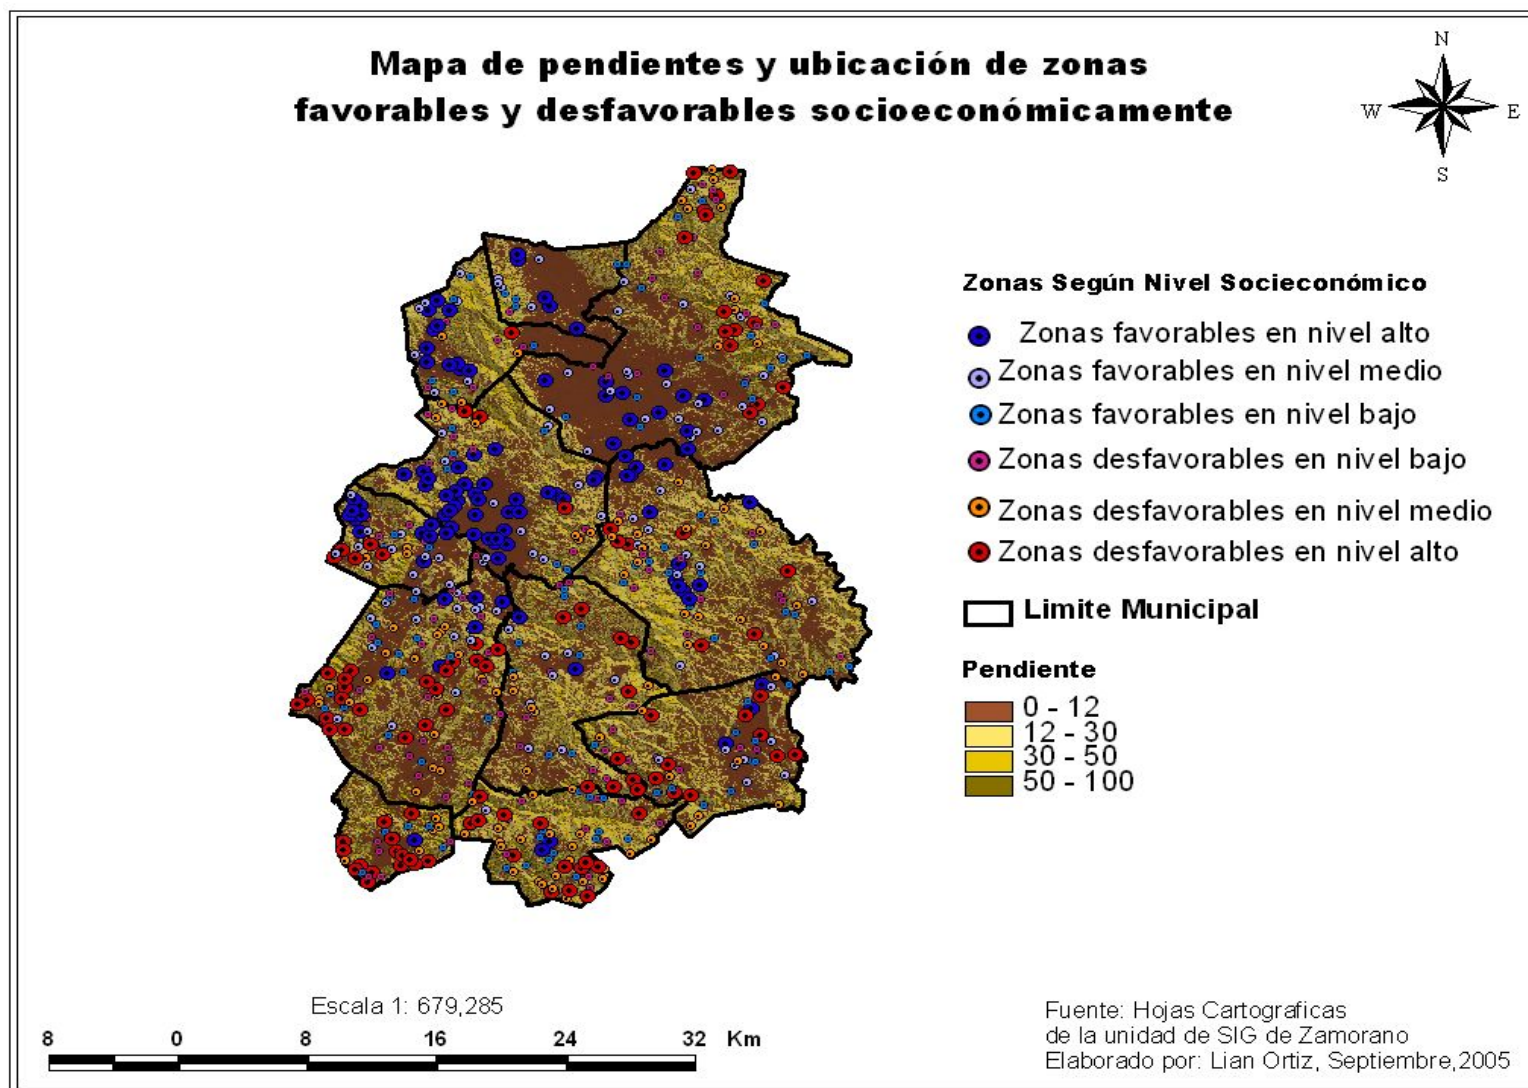 Mapa de pendientes y ubicación de zonas
favorables y desfavorables socioeconómicamente
N
W
E
S
Zonas Según Nivel Socieconómico
Zonas favorables en nivel alto
Zonas favorables en nivel medio
Zonas favorables en nivel bajo
Zonas desfavorables en nivel bajo
Zonas desfavorables en nivel medio
Zonas desfavorables en nivel alto
Limite Municipal
Pendiente
0 - 12
12 - 30
30 - 50
50 - 100
Escala 1: 679,285
8 0 8 16 24 32 Km
Fuente: Hojas Cartograficas
de la unidad de SIG de Zamorano
Elaborado por: Lian Ortiz, Septiembre,2005